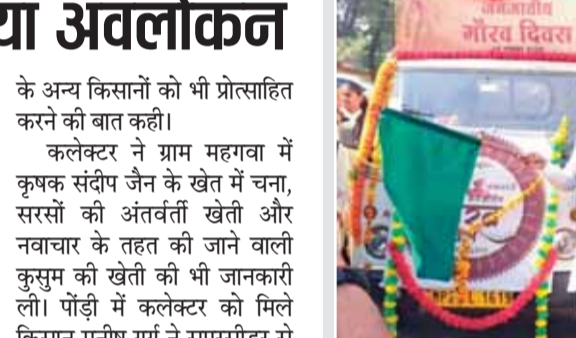 या अवलोकन
के अन्य किसानों को भी प्रोत्साहित
करने की बात कही।
कलेक्टर ने ग्राम महगवा में
कृषक संदीप जैन के खेत में चना,
सरसों की अंतर्वर्ती खेती और
नवाचार के तहत की जाने वाली
कुसुम की खेती की भी जानकारी
ली। पोंड़ी में कलेक्टर को मिले
जनजातीय
गौरव दिवस